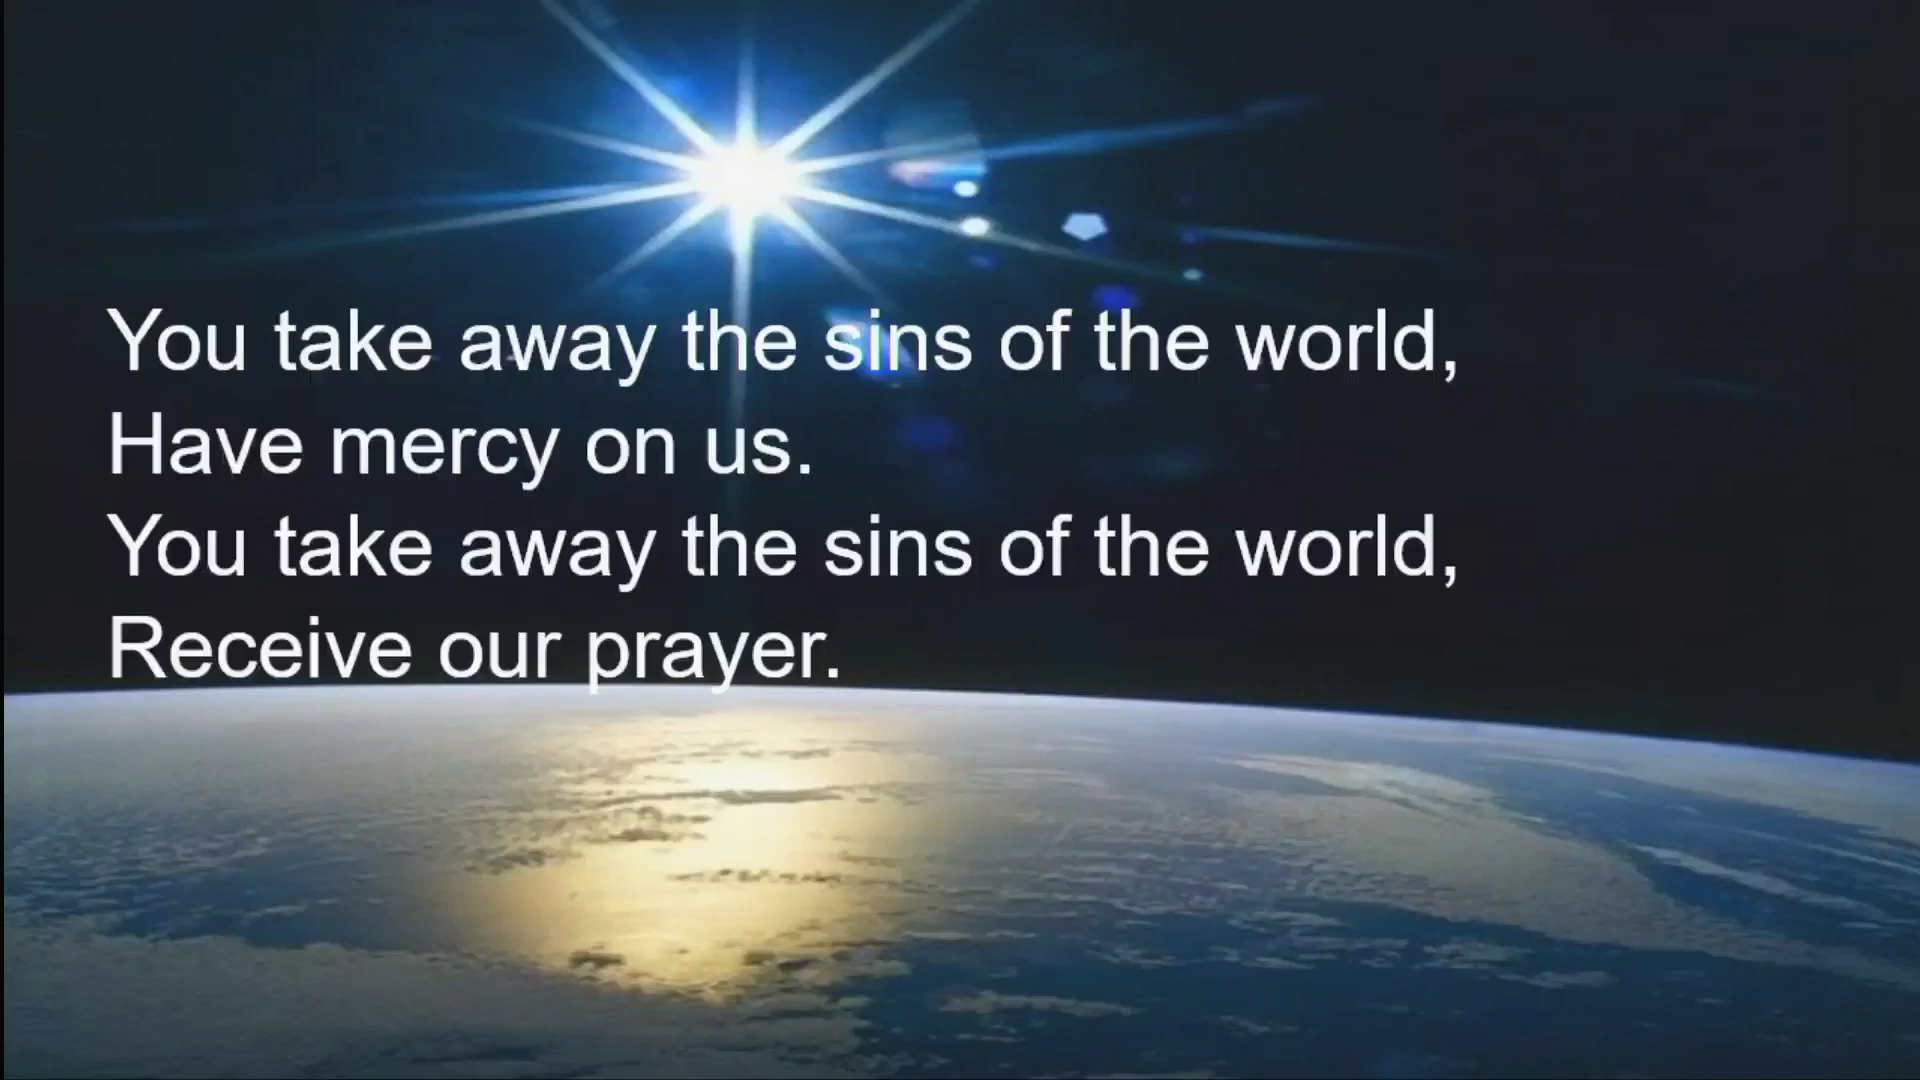 You take away the sins of the world,
Have mercy on us.
You take away the sins of the world,
Receive our prayer.